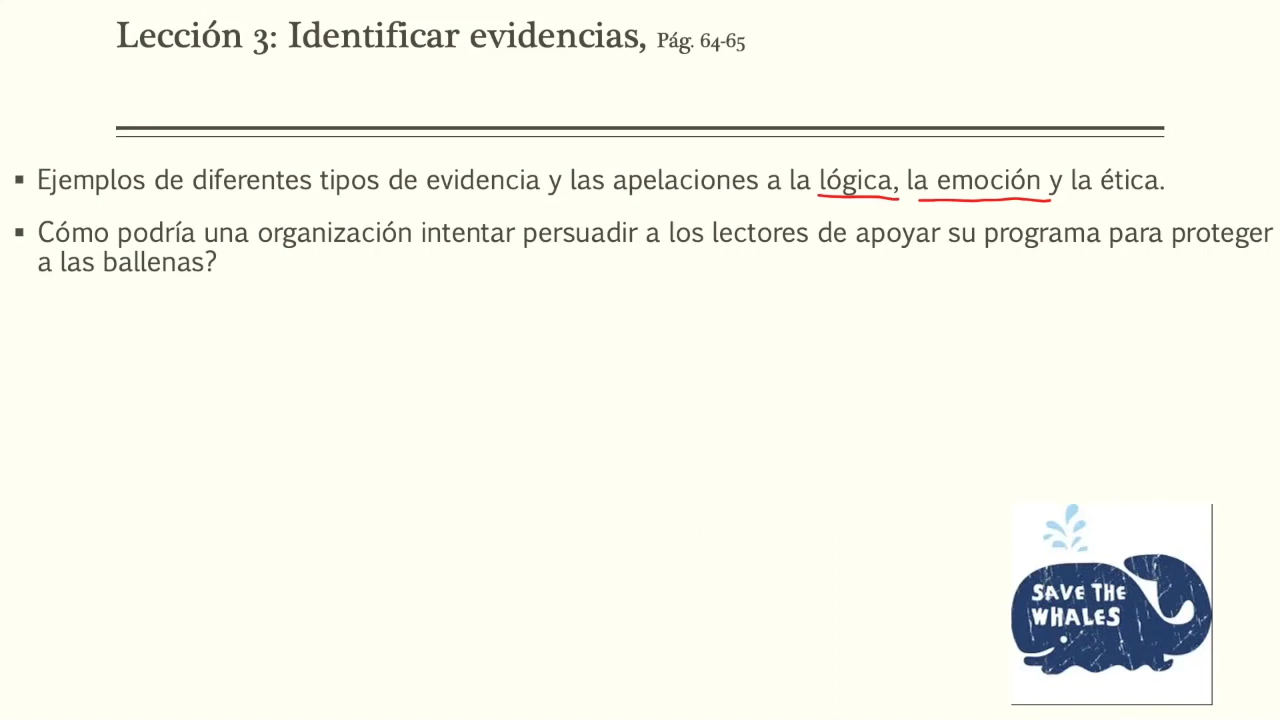 Lección 3: Identificar evidencias, Pág. 64-65
▪ Ejemplos de diferentes tipos de evidencia y las apelaciones a la lógica, la emoción y la ética.
▪ Cómo podría una organización intentar persuadir a los lectores de apoyar su programa para proteger
a las ballenas?
SAVE THE
WHALES